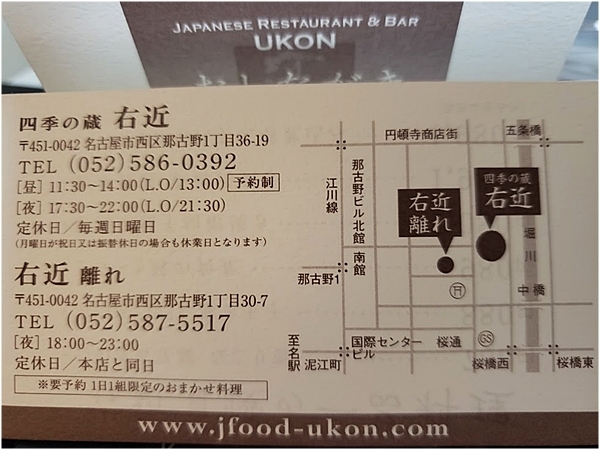 JAPANESE RESTAURANT & BAR
UKON
四季の蔵 右近
〒451-0042 名古屋市西区那古野1丁目36-19
TEL (052) 586-0392
[昼] 11:30～14:00(L.O/13:00) 予約制
[夜] 17:30～22:00(L.O/21:30)
定休日／毎週日曜日
(月曜日が祝日又は振替休日の場合も休業日となります)
右近 離れ
〒451-0042 名古屋市西区那古野1丁目30-7
TEL (052) 587-5517
[夜] 18:00～23:00
定休日／本店と同日
※要予約 1日1組限定のおまかせ料理
円頓寺商店街
五条橋
江川線
那古野ビル北館
南館
四季の蔵
右近
右近
離れ
堀川
中橋
那古野1
至名駅
泥江町
国際センター
ビル
桜通
GS
桜橋西
桜橋東
www.jfood-ukon.com